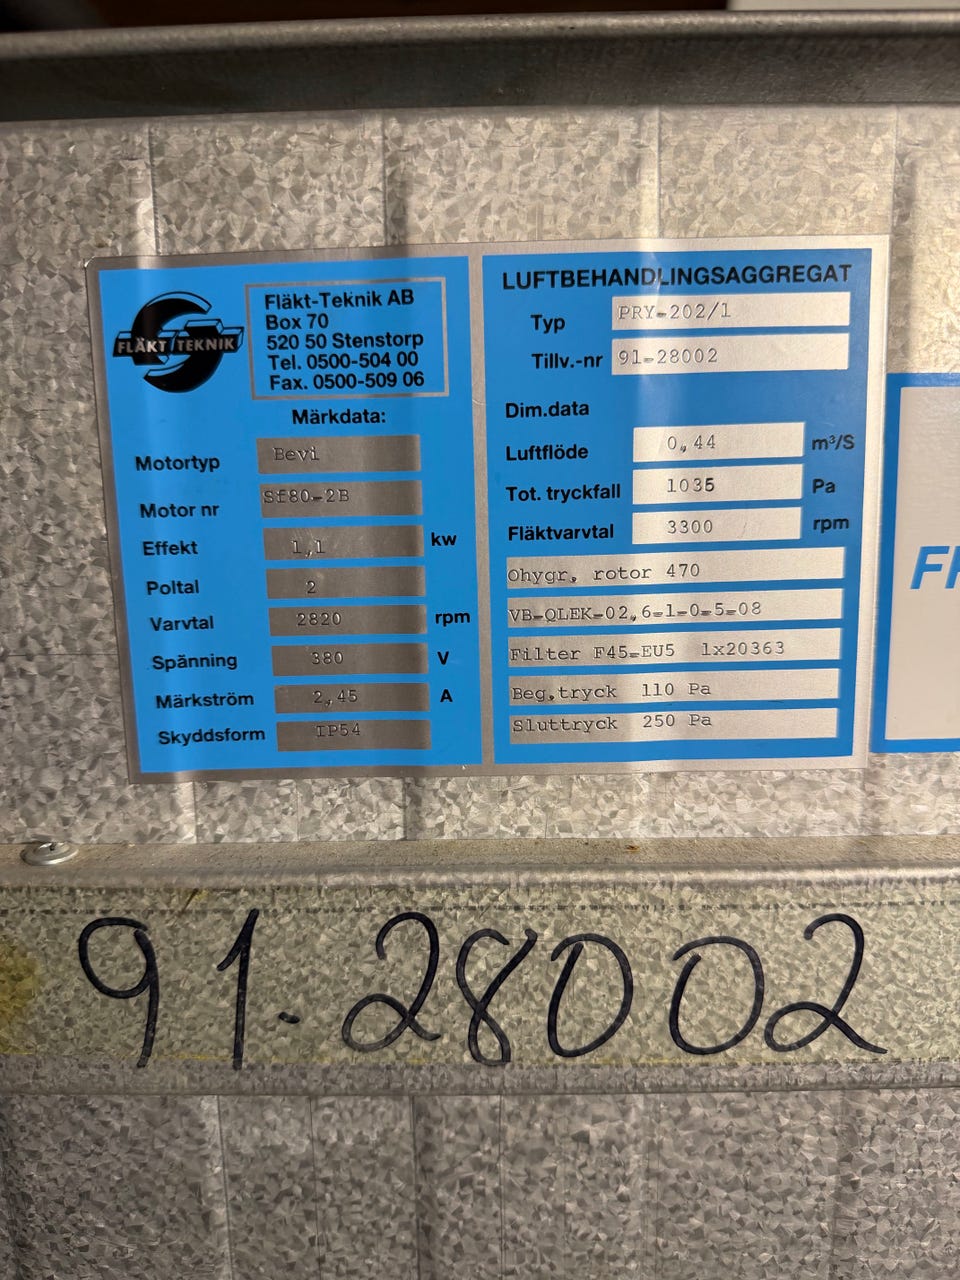 FLÄKT TEKNIK
Fläkt-Teknik AB
Box 70
520 50 Stenstorp
Tel. 0500-504 00
Fax. 0500-509 06
Märkdata:
Motortyp Bevi
Motor nr Sf80-2B
Effekt 1,1 kw
Poltal 2
Varvtal 2820 rpm
Spänning 380 V
Märkström 2,45 A
Skyddsform IP54
LUFTBEHANDLINGSAGGREGAT
Typ PRY-202/1
Tillv.-nr 91-28002
Dim.data
Luftflöde 0,44 m³/S
Tot. tryckfall 1035 Pa
Fläktvarvtal 3300 rpm
Ohygr. rotor 470
VB-QLEK-02,6-1-0-5-08
Filter F45-EU5 1x20363
Beg.tryck 110 Pa
Sluttryck 250 Pa
91-28002